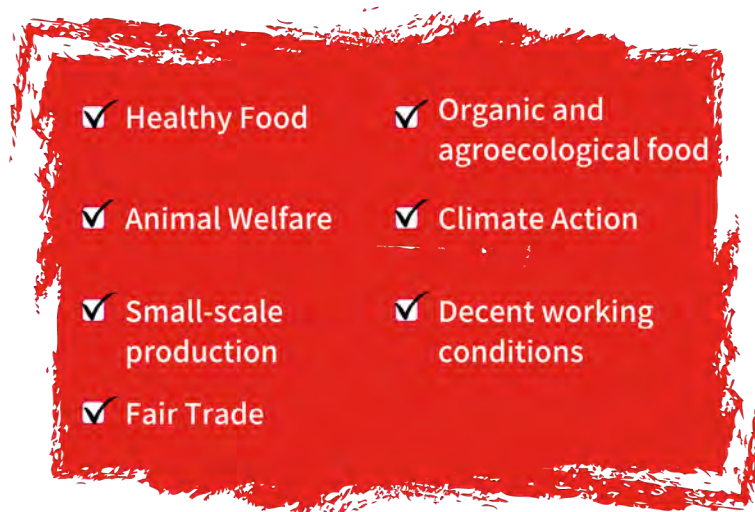 Healthy Food
Organic and
agroecological food
Animal Welfare
Climate Action
Small-scale
production
Decent working
conditions
Fair Trade